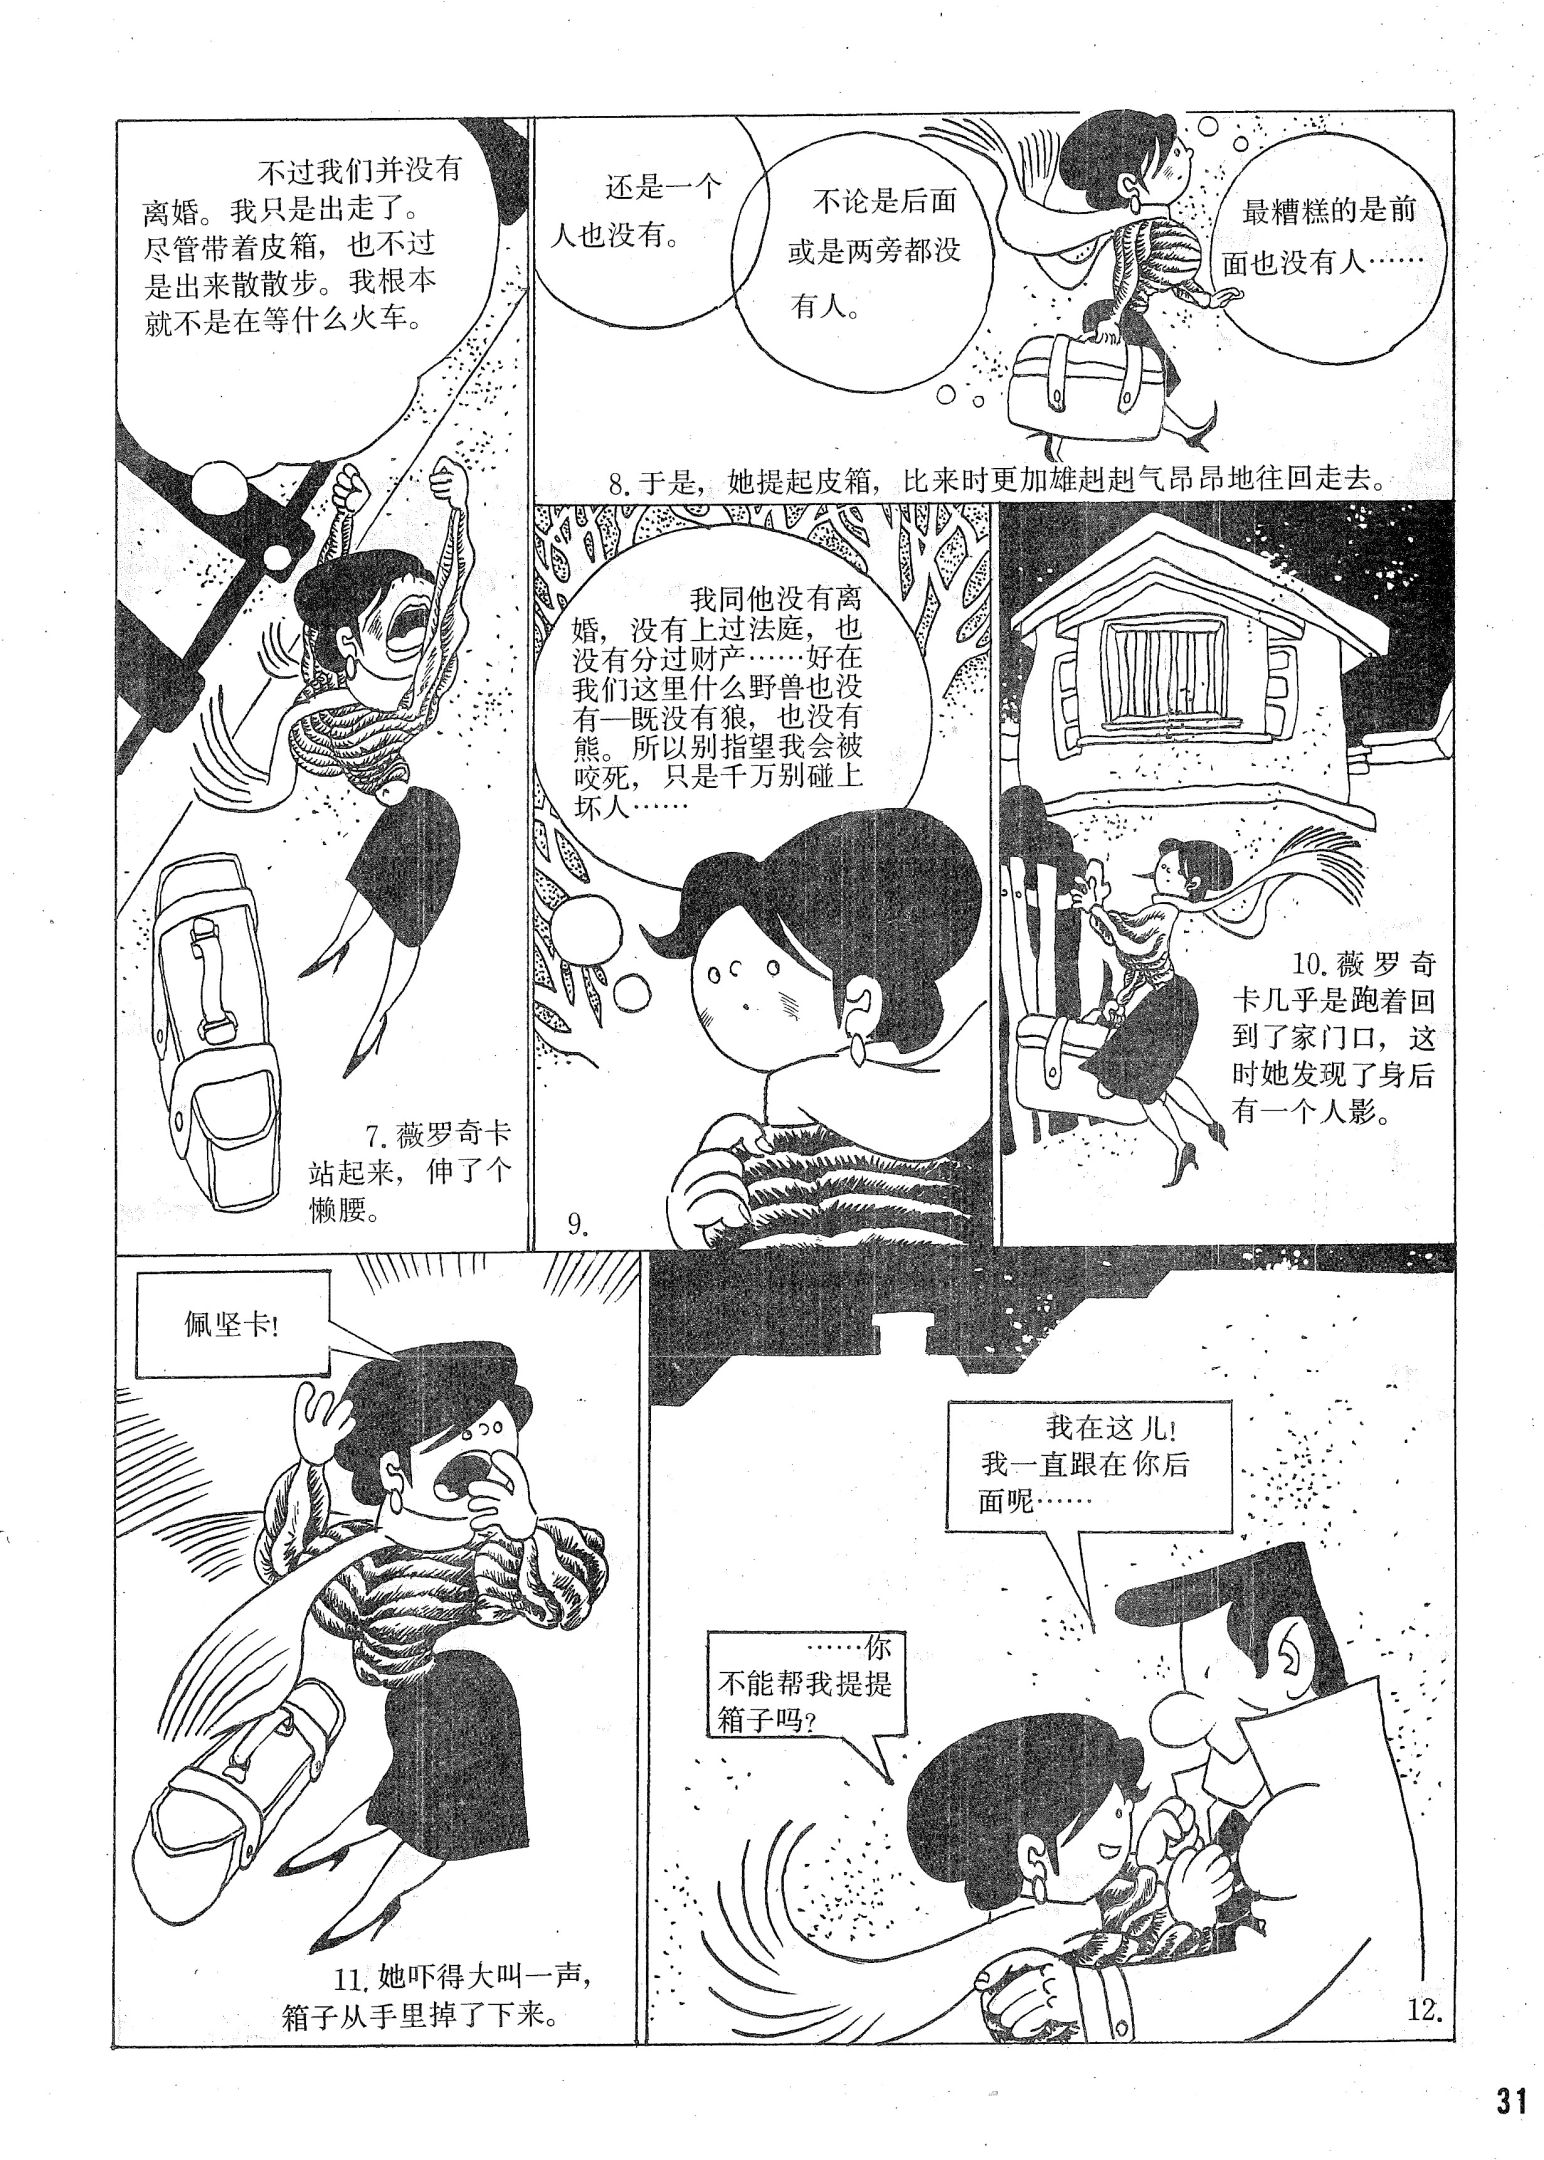 不过我们并没有
离婚。我只是出走了。
尽管带着皮箱，也不过
是出来散散步。我根本
就不是在等什么火车。
7.薇罗奇卡
站起来，伸了个
懒腰。
还是一个
人也没有。
不论是后面
或是两旁都没
有人。
最糟糕的是前
面也没有人……
8.于是，她提起皮箱，比来时更加雄赳赳气昂昂地往回走去。
我同他没有离
婚，没有上过法庭，也
没有分过财产……好在
我们这里什么野兽也没
有—既没有狼，也没有
熊。所以别指望我会被
咬死，只是千万别碰上
坏人……
9.
10.薇罗奇
卡几乎是跑着回
到了家门口，这
时她发现了身后
有一个人影。
佩坚卡!
11.她吓得大叫一声，
箱子从手里掉了下来。
我在这儿!
我一直跟在你后
面呢……
……你
不能帮我提提
箱子吗?
12.
31